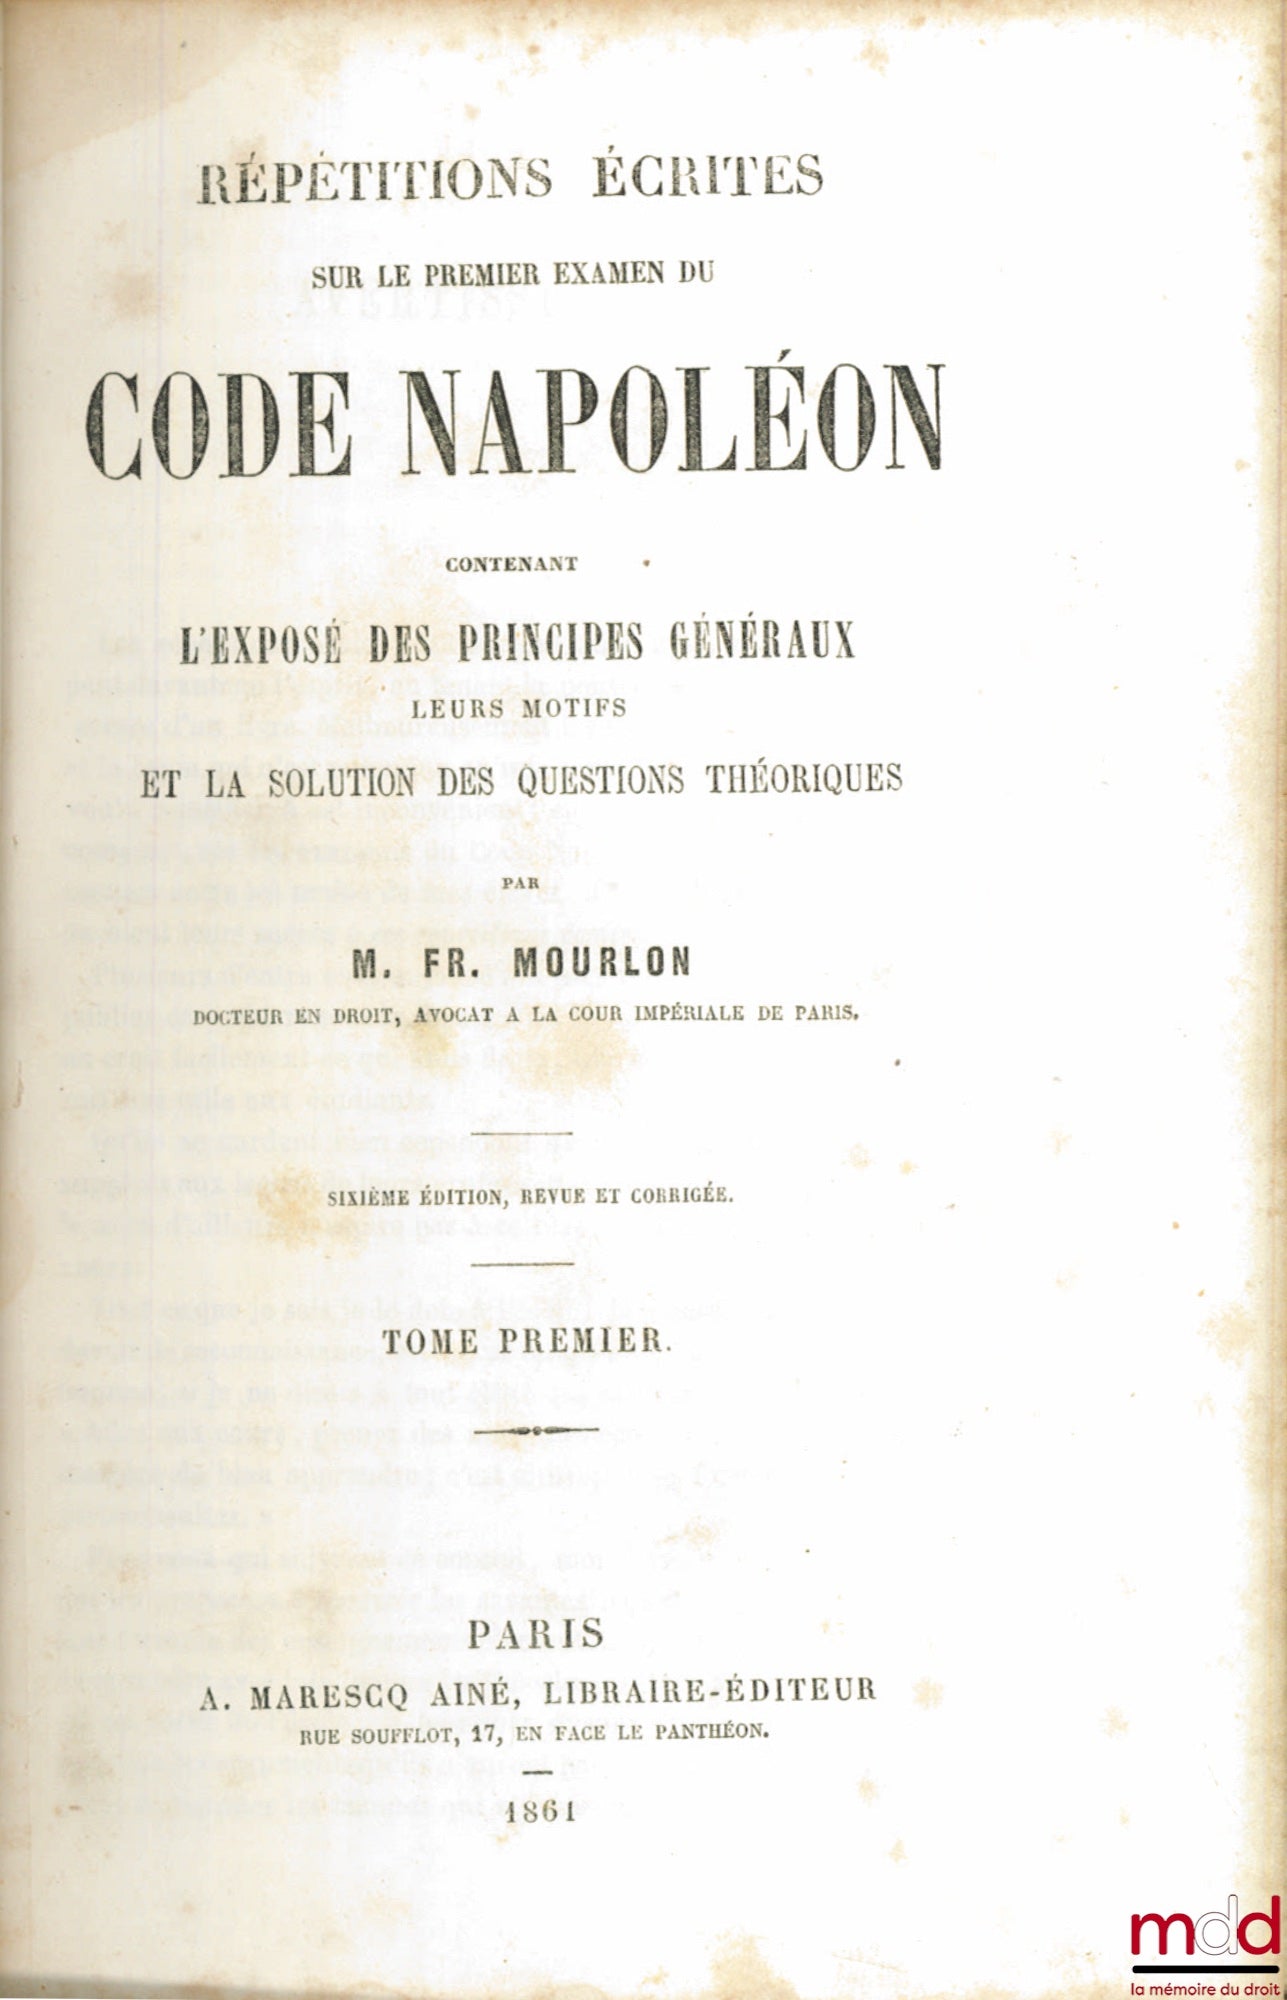 RÉPÉTITIONS ÉCRITES
SUR LE PREMIER EXAMEN DU
CODE NAPOLÉON
CONTENANT
L'EXPOSÉ DES PRINCIPES GÉNÉRAUX
LEURS MOTIFS
ET LA SOLUTION DES QUESTIONS THÉORIQUES
PAR
M. FR. MOURLON
DOCTEUR EN DROIT, AVOCAT A LA COUR IMPÉRIALE DE PARIS.
SIXIÈME ÉDITION, REVUE ET CORRIGÉE.
TOME PREMIER.
PARIS
A. MARESCQ AINÉ, LIBRAIRE-ÉDITEUR
RUE SOUFFLOT, 17, EN FACE LE PANTHÉON.
1861
mdd
la mémoire du droit